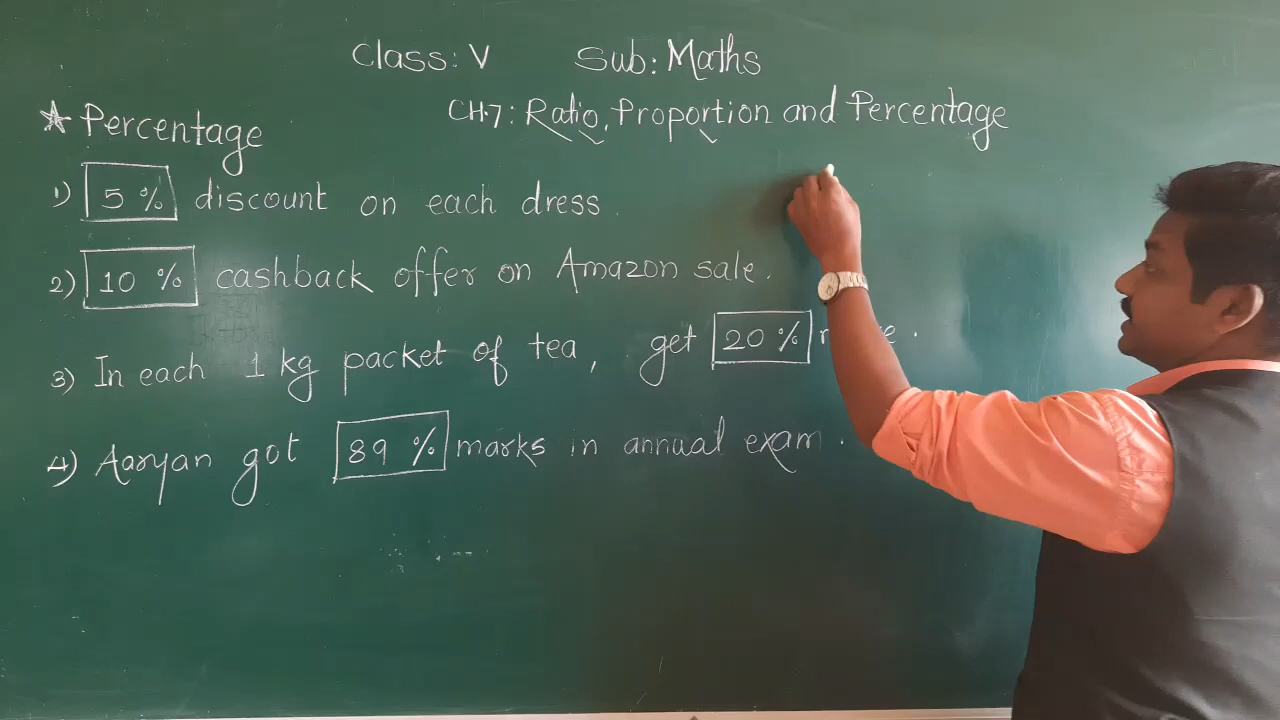 Class: V Sub: Maths
CH.7: Ratio, Proportion and Percentage
★ Percentage
1) 5 % discount on each dress.
2) 10 % cashback offer on Amazon sale.
3) In each 1 kg packet of tea, get 20 %
4) Aaryan got 89 % marks in annual exam.